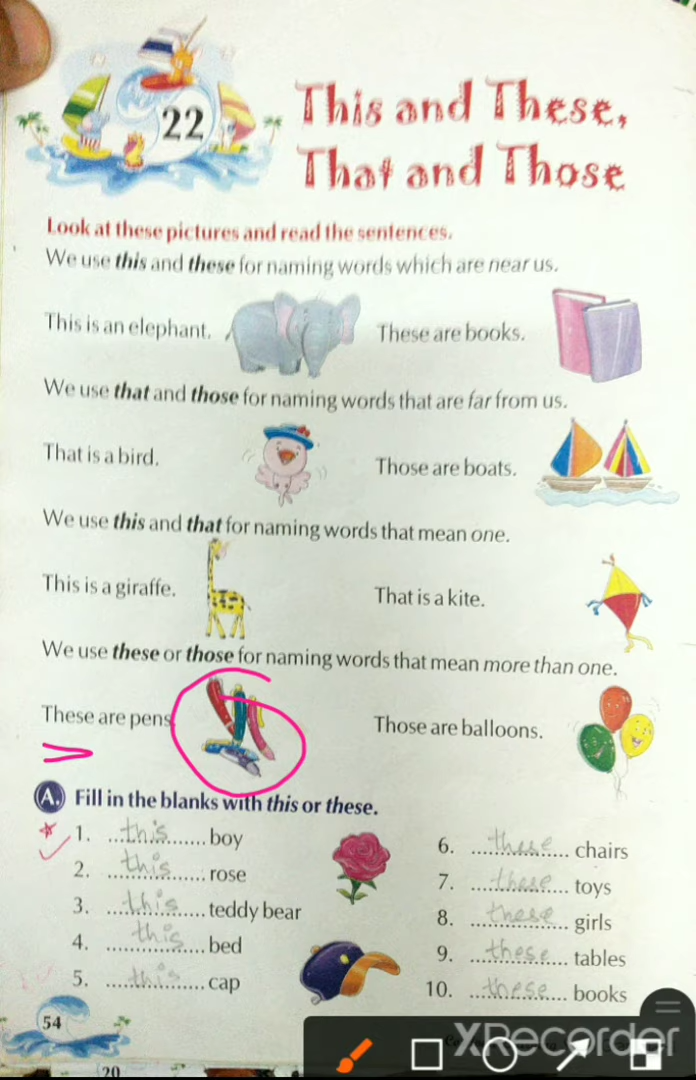 22
This and These,
That and Those
Look at these pictures and read the sentences.
We use this and these for naming words which are near us.
This is an elephant.
These are books.
We use that and those for naming words that are far from us.
That is a bird.
Those are boats.
We use this and that for naming words that mean one.
This is a giraffe.
That is a kite.
We use these or those for naming words that mean more than one.
These are pens
Those are balloons.
A. Fill in the blanks with this or these.
1. ...this....... boy
2. ...this....... rose
3. ...this....... teddy bear
4. ...this....... bed
5. ...this....... cap
6. ...these....... chairs
7. ...these....... toys
8. ...these....... girls
9. ...these....... tables
10. ...these....... books
54
20
XRecorder